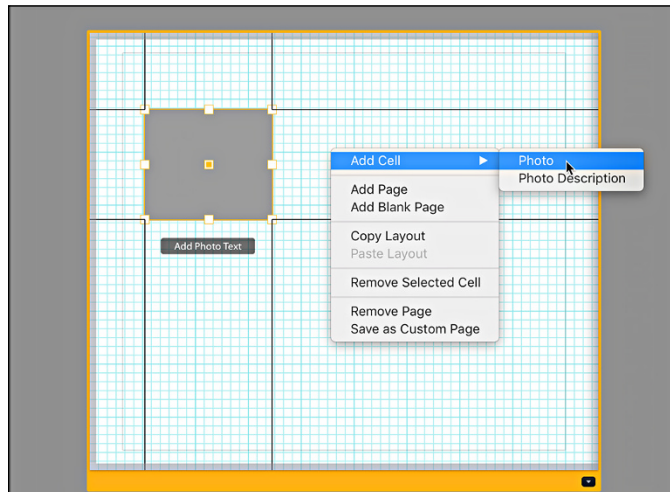 Add Cell
Photo
Photo Description
Add Page
Add Blank Page
Copy Layout
Add Photo Text
Paste Layout
Remove Selected Cell
Remove Page
Save as Custom Page